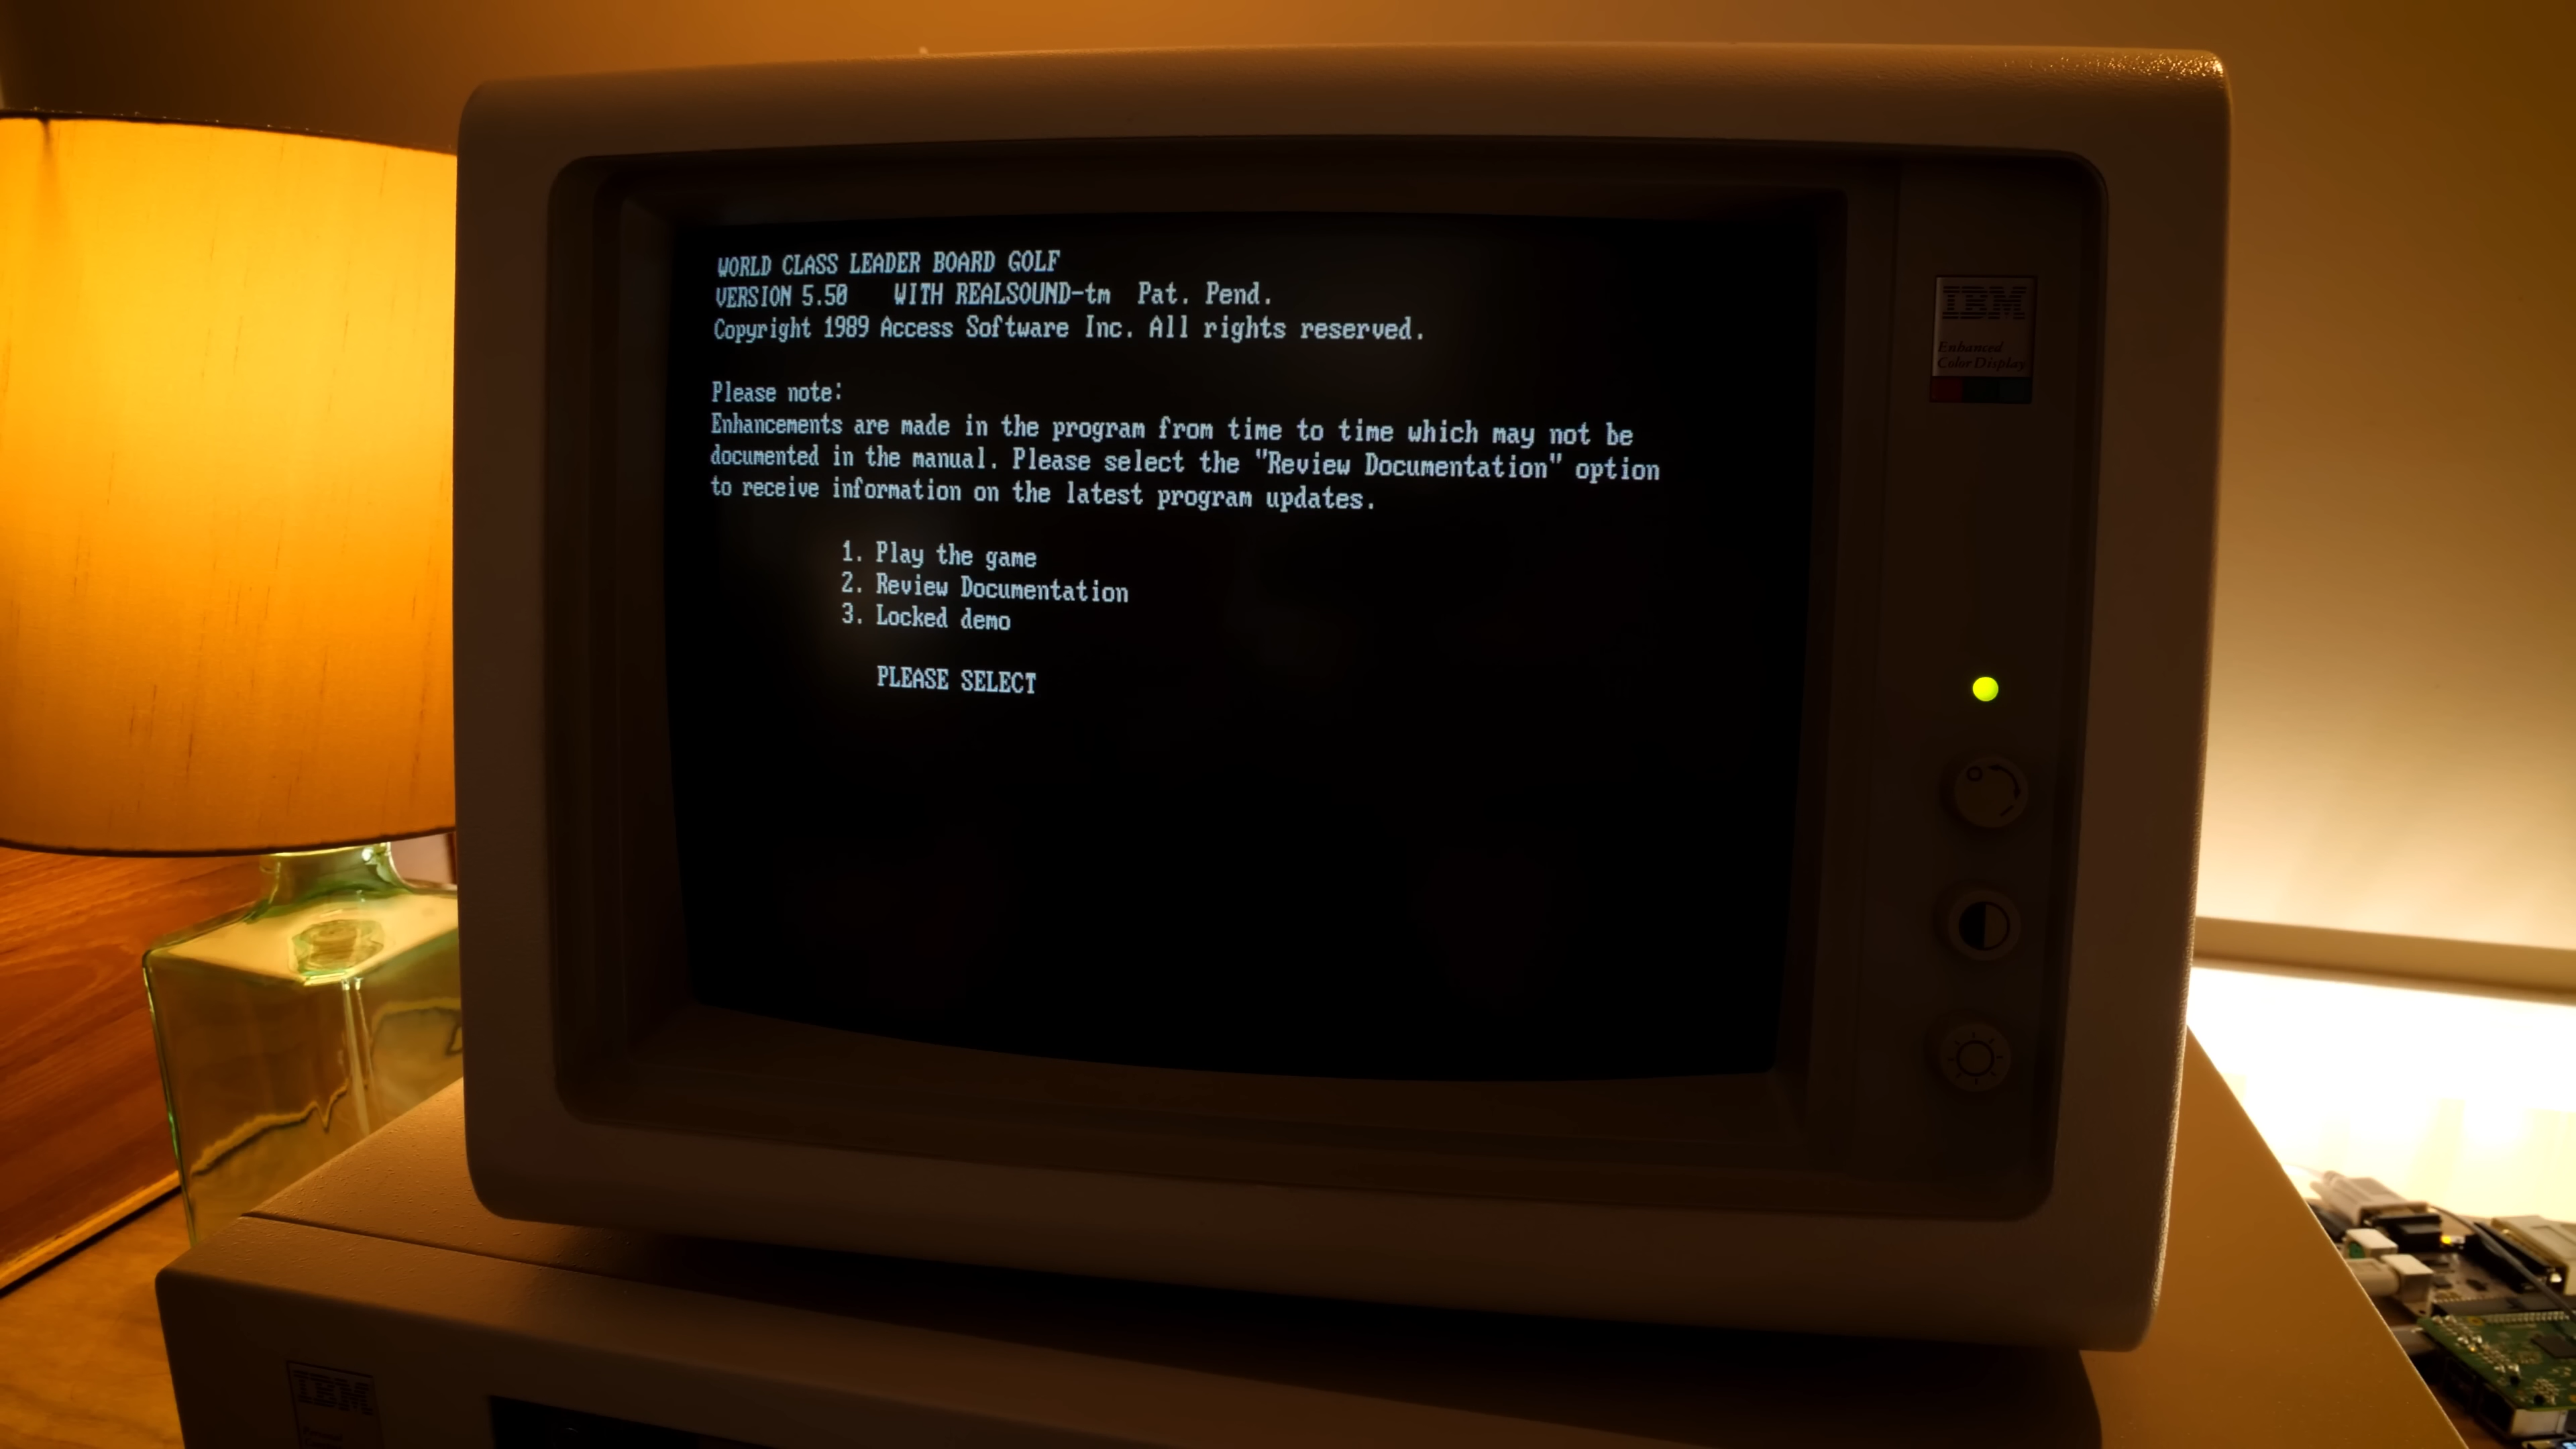 WORLD CLASS LEADER BOARD GOLF
VERSION 5.50 WITH REALSOUND-tm Pat. Pend.
Copyright 1989 Access Software Inc. All rights reserved.
Please note:
Enhancements are made in the program from time to time which may not be
documented in the manual. Please select the "Review Documentation" option
to receive information on the latest program updates.
1. Play the game
2. Review Documentation
3. Locked demo
PLEASE SELECT
IBM
Enhanced
Color Display
IBM